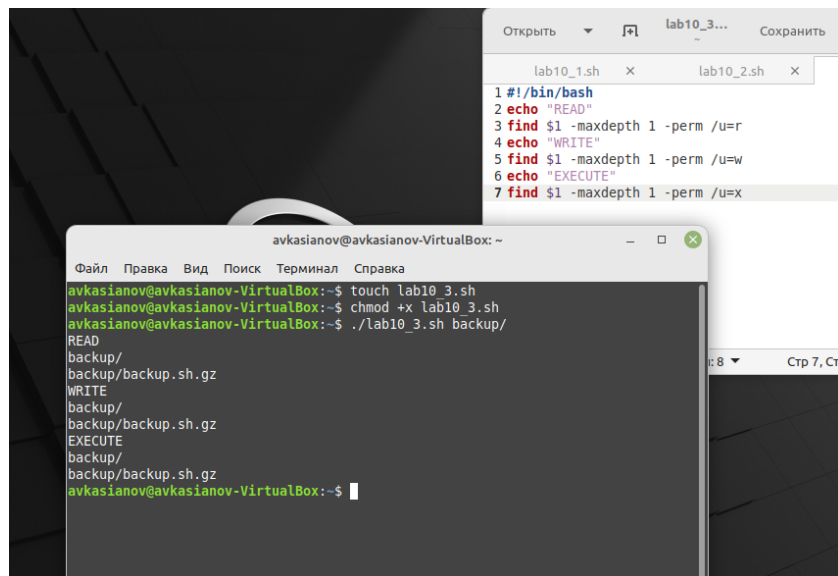 Открыть lab10_3... Сохранить
~
lab10_1.sh × lab10_2.sh ×
1 #!/bin/bash
2 echo "READ"
3 find $1 -maxdepth 1 -perm /u=r
4 echo "WRITE"
5 find $1 -maxdepth 1 -perm /u=w
6 echo "EXECUTE"
7 find $1 -maxdepth 1 -perm /u=x
: 8 Стр 7, Ст
avkasianov@avkasianov-VirtualBox: ~
Файл Правка Вид Поиск Терминал Справка
avkasianov@avkasianov-VirtualBox:~$ touch lab10_3.sh
avkasianov@avkasianov-VirtualBox:~$ chmod +x lab10_3.sh
avkasianov@avkasianov-VirtualBox:~$ ./lab10_3.sh backup/
READ
backup/
backup/backup.sh.gz
WRITE
backup/
backup/backup.sh.gz
EXECUTE
backup/
backup/backup.sh.gz
avkasianov@avkasianov-VirtualBox:~$